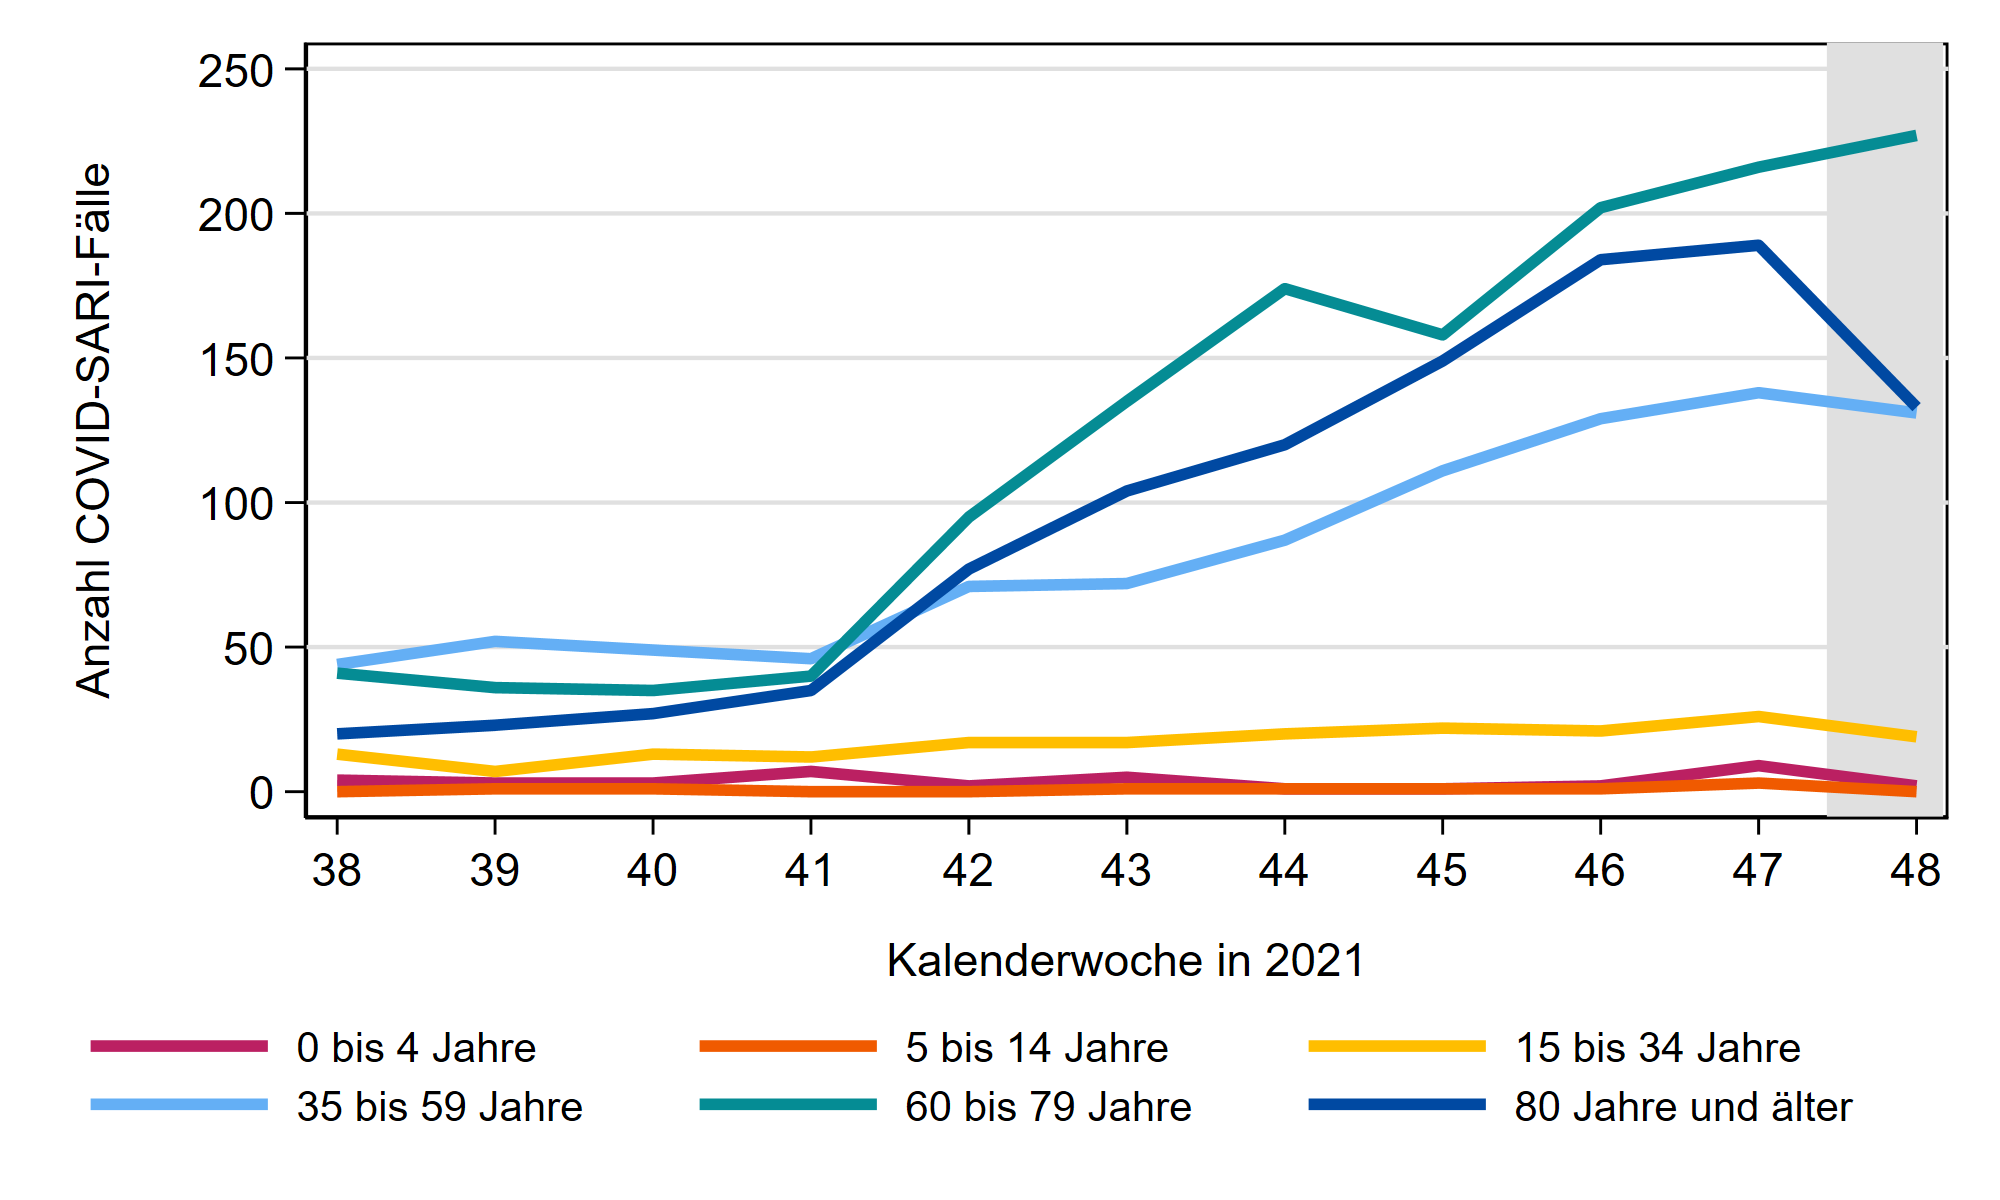 Anzahl COVID-SARI-Fälle
250
200
150
100
50
0
38 39 40 41 42 43 44 45 46 47 48
Kalenderwoche in 2021
0 bis 4 Jahre 5 bis 14 Jahre 15 bis 34 Jahre
35 bis 59 Jahre 60 bis 79 Jahre 80 Jahre und älter